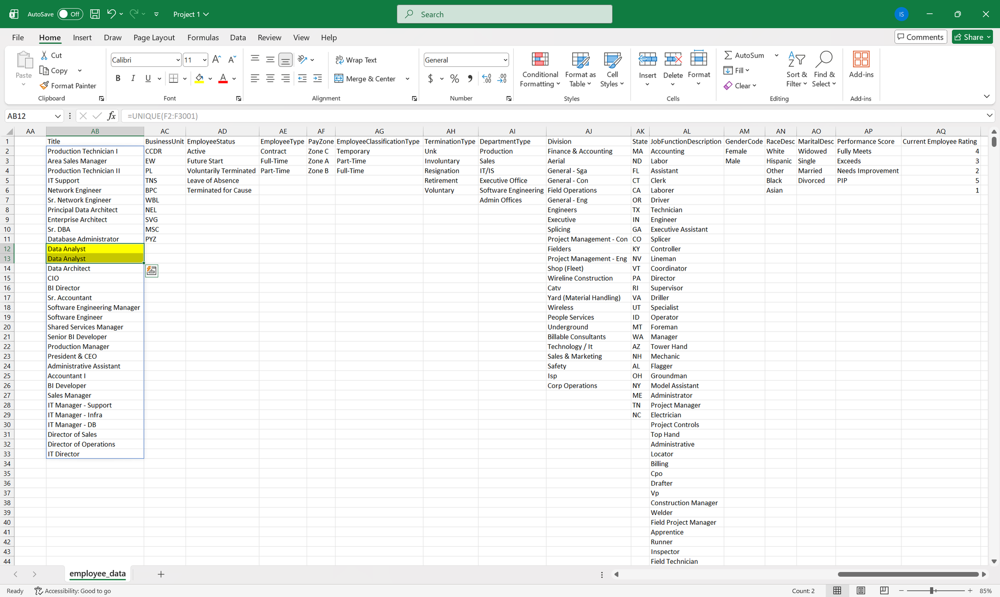 AutoSave Off Project 1 Search IS
File Home Insert Draw Page Layout Formulas Data Review View Help Comments Share
Paste Cut Copy Format Painter Clipboard
Calibri 11 B I U A Font
Wrap Text Merge & Center Alignment
General $ % Number
Conditional Formatting Format as Table Cell Styles Styles
Insert Delete Format Cells
AutoSum Fill Clear Sort & Filter Find & Select Editing
Add-ins Add-ins
AB12 fx =UNIQUE(F2:F3001)
AA AB AC AD AE AF AG AH AI AJ AK AL AM AN AO AP AQ
1 Title BusinessUnit EmployeeStatus EmployeeType PayZone EmployeeClassificationType TerminationType DepartmentType Division State JobFunctionDescription GenderCode RaceDesc MaritalDesc Performance Score Current Employee Rating
2 Production Technician I CCDR Active Contract Zone C Temporary Unk Production Finance & Accounting MA Accounting Female White Widowed Fully Meets 4
3 Area Sales Manager EW Future Start Full-Time Zone A Part-Time Involuntary Sales Aerial ND Labor Male Hispanic Single Exceeds 3
4 Production Technician II PL Voluntarily Terminated Part-Time Zone B Full-Time Resignation IT/IS General - Sga FL Assistant Other Married Needs Improvement 2
5 IT Support TNS Leave of Absence Retirement Executive Office General - Con CT Clerk Black Divorced PIP 5
6 Network Engineer BPC Terminated for Cause Voluntary Software Engineering Field Operations CA Laborer Asian 1
7 Sr. Network Engineer WBL Admin Offices General - Eng OR Driver
8 Principal Data Architect NEL Engineers TX Technician
9 Enterprise Architect SVG Executive IN Engineer
10 Sr. DBA MSC Splicing GA Executive Assistant
11 Database Administrator PYZ Project Management - Con CO Splicer
12 Data Analyst Fielders KY Controller
13 Data Analyst Project Management - Eng NV Lineman
14 Data Architect Shop (Fleet) VT Coordinator
15 CIO Wireline Construction PA Director
16 BI Director Catv RI Supervisor
17 Sr. Accountant Yard (Material Handling) VA Driller
18 Software Engineering Manager Wireless UT Specialist
19 Software Engineer People Services ID Operator
20 Shared Services Manager Underground MT Foreman
21 Senior BI Developer Billable Consultants WA Manager
22 Production Manager Technology / It AZ Tower Hand
23 President & CEO Sales & Marketing NH Mechanic
24 Administrative Assistant Safety AL Flagger
25 Accountant I Isp OH Groundman
26 BI Developer Corp Operations NY Model Assistant
27 Sales Manager ME Administrator
28 IT Manager - Support TN Project Manager
29 IT Manager - Infra NC Electrician
30 IT Manager - DB Project Controls
31 Director of Sales Top Hand
32 Director of Operations Administrative
33 IT Director Locator
34 Billing
35 Cpo
36 Drafter
37 Vp
38 Construction Manager
39 Welder
40 Field Project Manager
41 Apprentice
42 Runner
43 Inspector
44 Field Technician
employee_data
Ready Accessibility: Good to go Count: 2 85%